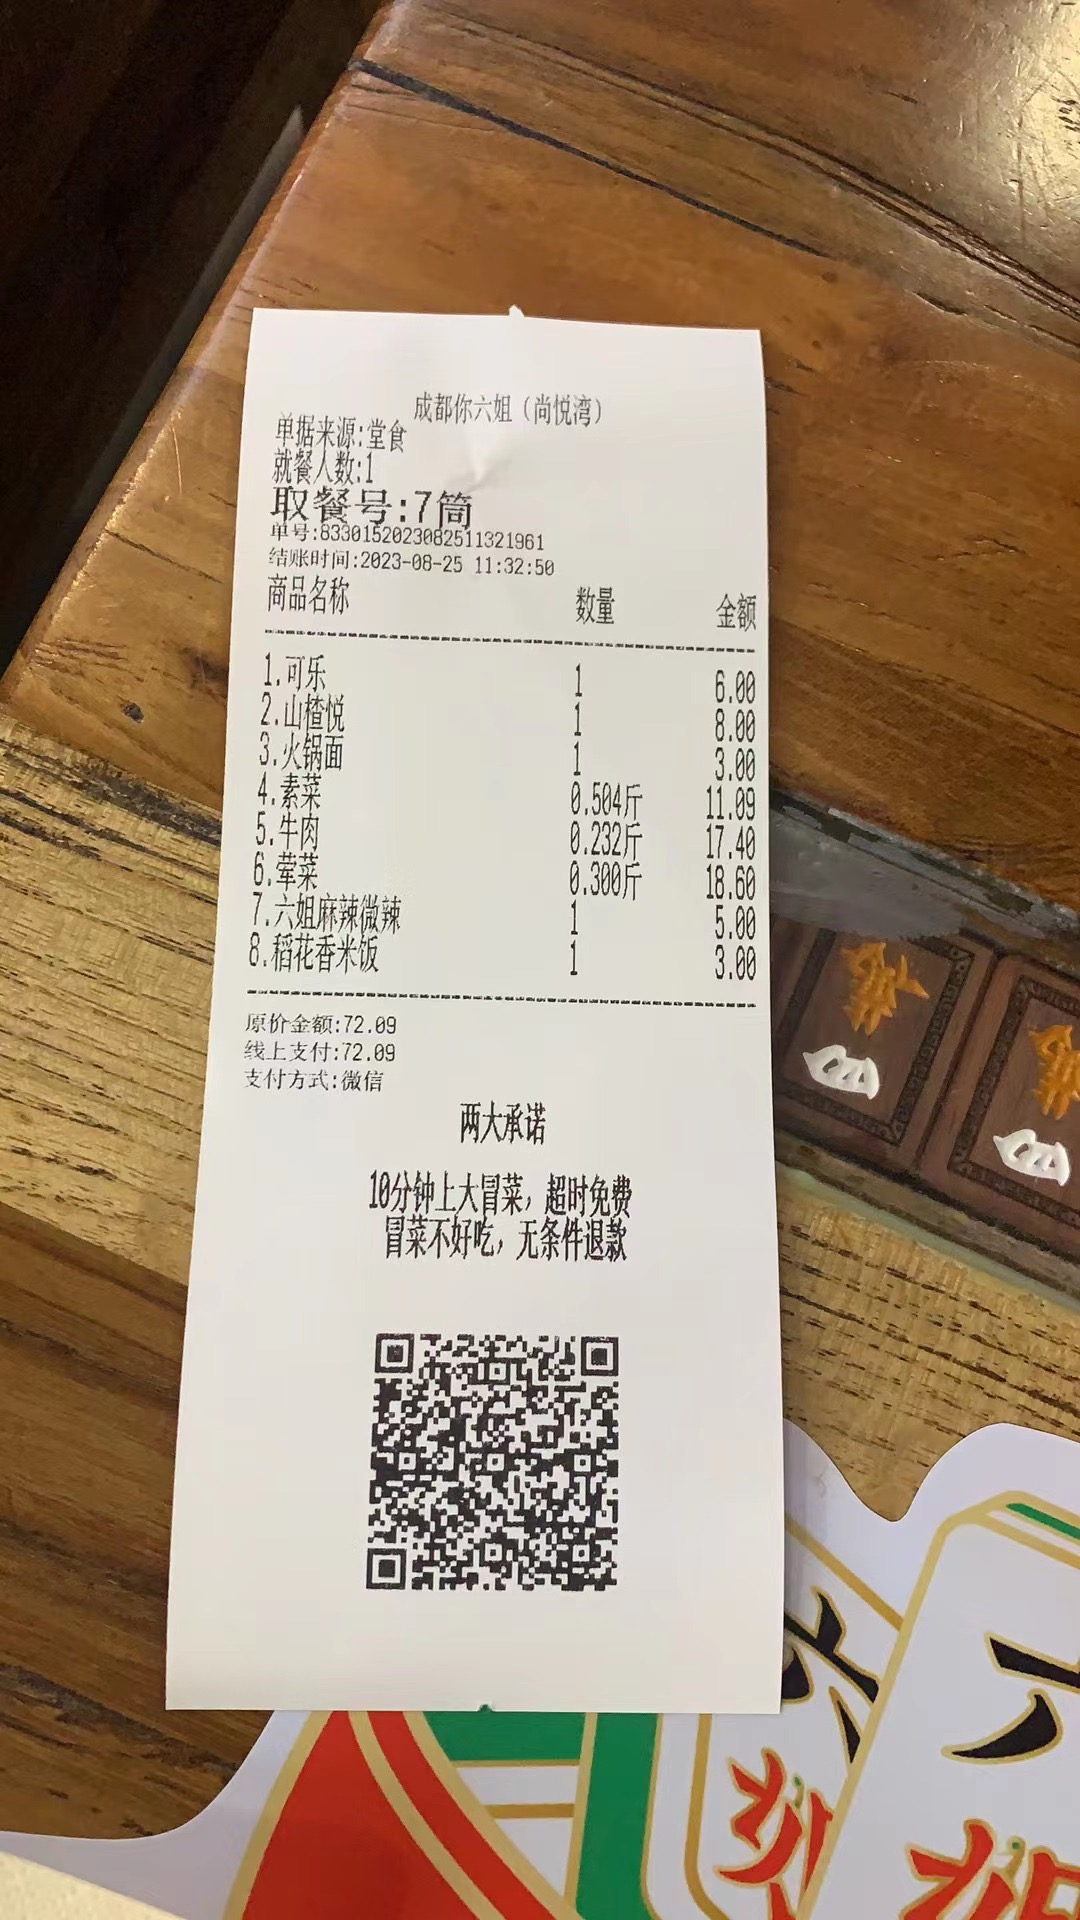 成都你六姐（尚悦湾）
单据来源:堂食
就餐人数:1
取餐号:7筒
单号:8330152023082511321961
结账时间:2023-08-25 11:32:50
商品名称 数量 金额
1.可乐 1 6.00
2.山楂悦 1 8.00
3.火锅面 1 3.00
4.素菜 0.504斤 11.09
5.牛肉 0.232斤 17.40
6.荤菜 0.300斤 18.60
7.六姐麻辣微辣 1 5.00
8.稻花香米饭 1 3.00
原价金额:72.09
线上支付:72.09
支付方式:微信
两大承诺
10分钟上大冒菜，超时免费
冒菜不好吃，无条件退款